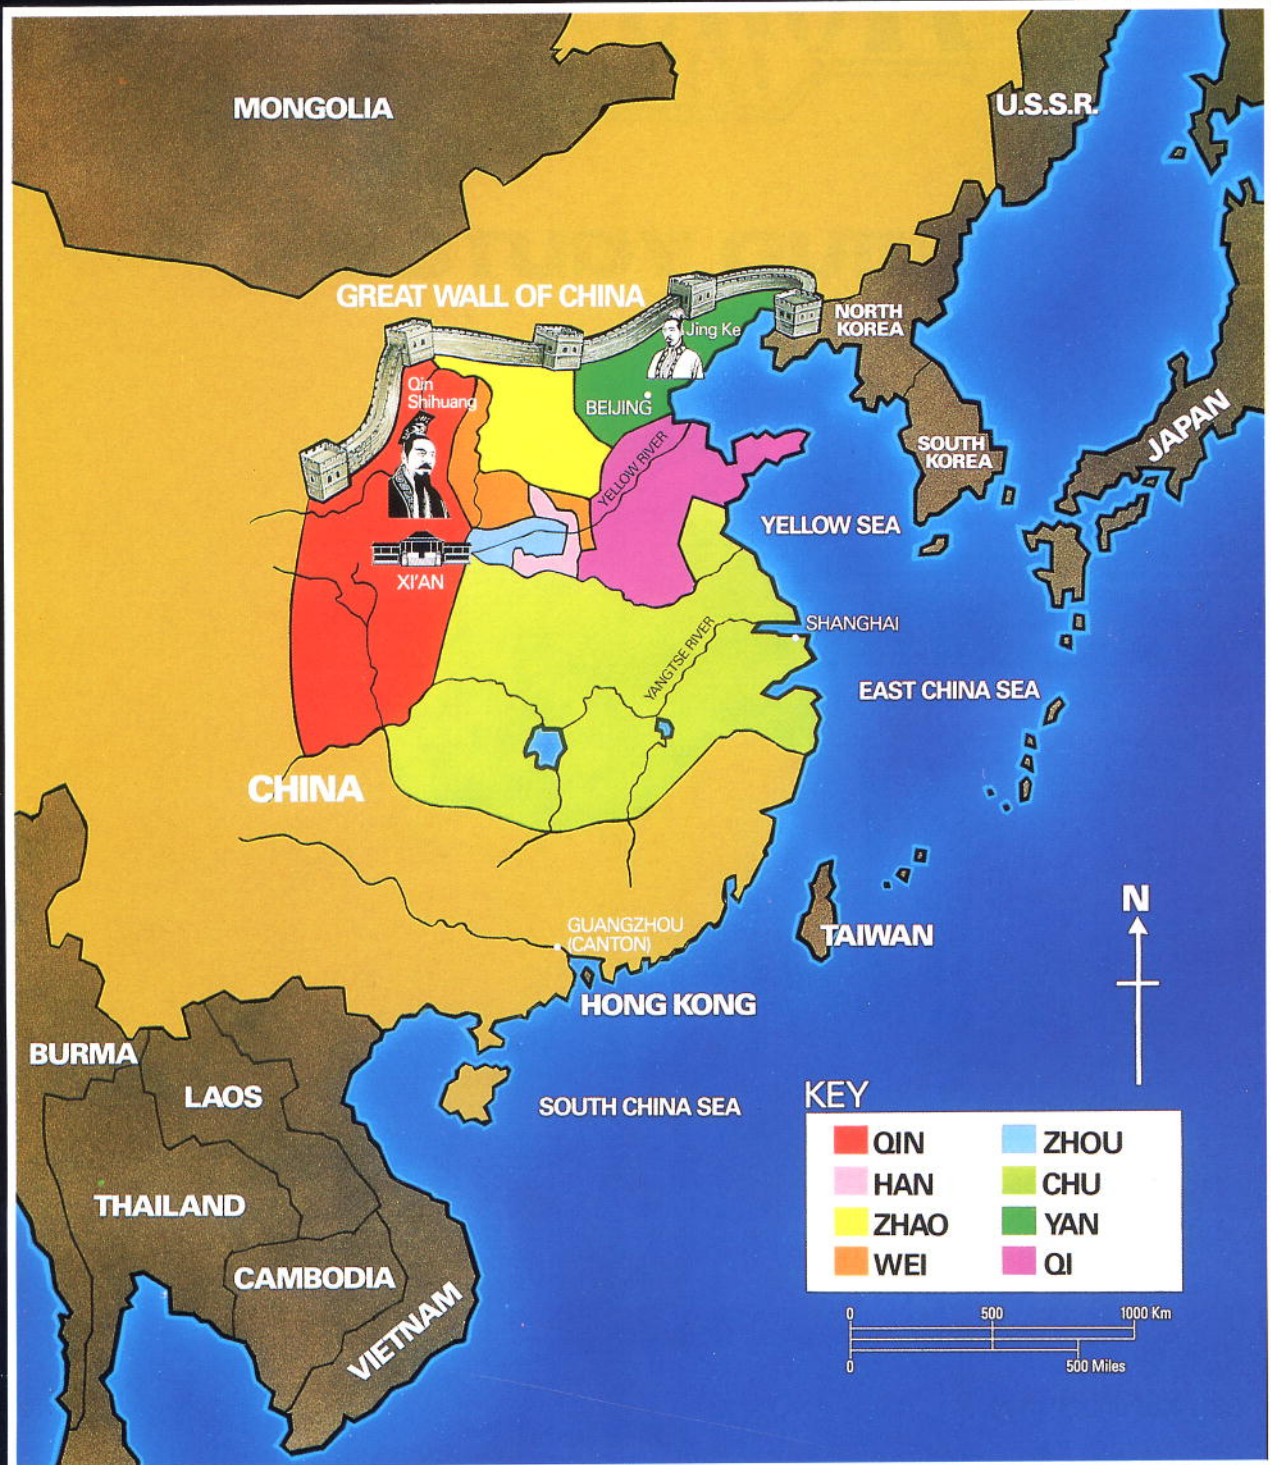 MONGOLIA
U.S.S.R.
GREAT WALL OF CHINA
NORTH
KOREA
Jing Ke
Qin
Shihuang
BEIJING
JAPAN
SOUTH
KOREA
YELLOW RIVER
YELLOW SEA
XI'AN
SHANGHAI
YANGTSE RIVER
EAST CHINA SEA
CHINA
GUANGZHOU
(CANTON)
TAIWAN
N
HONG KONG
BURMA
LAOS
SOUTH CHINA SEA
THAILAND
CAMBODIA
VIETNAM
KEY
QIN
HAN
ZHAO
WEI
ZHOU
CHU
YAN
QI
0 500 1000 Km
0 500 Miles